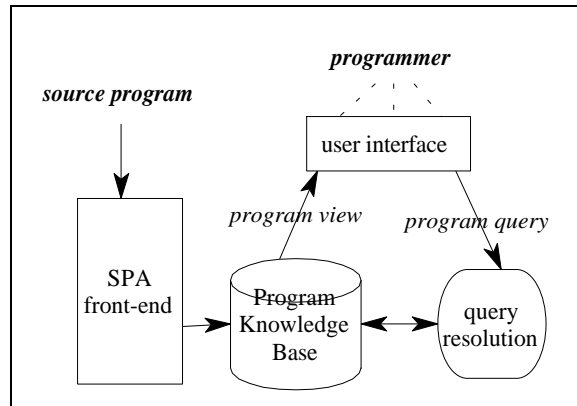 programmer
source program
user interface
program view
program query
SPA
front-end
Program
Knowledge
Base
query
resolution